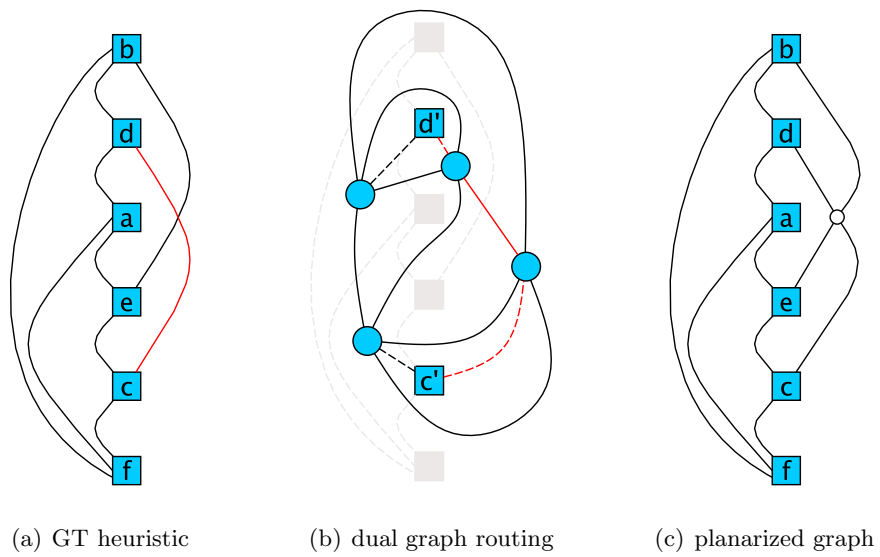 b
d
a
e
c
f
d'
c'
b
d
a
e
c
f
(a) GT heuristic
(b) dual graph routing
(c) planarized graph